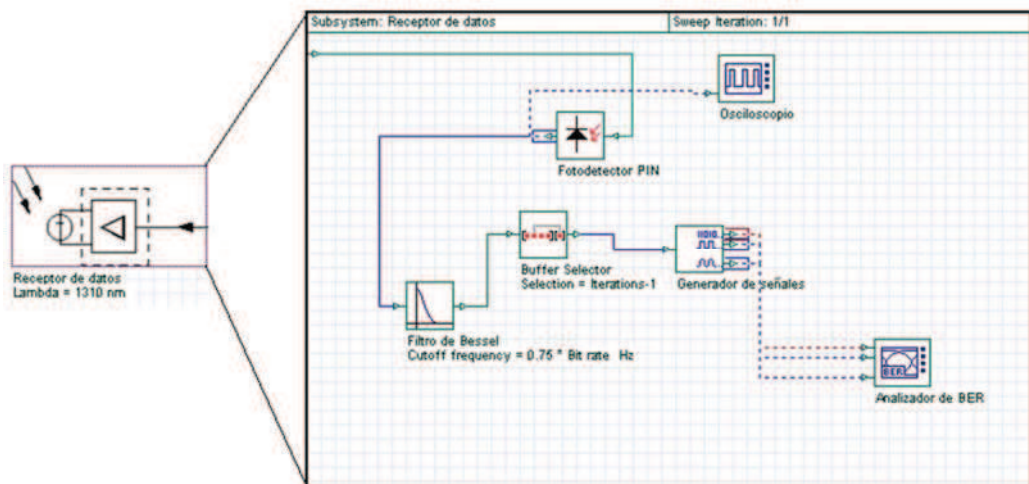 Subsystem: Receptor de datos
Sweep Iteration: 1/1
Osciloscopio
Fotodetector PIN
Receptor de datos
Lambda = 1310 nm
Buffer Selector
Selection = Iterations-1
Generador de señales
Filtro de Bessel
Cutoff frequency = 0.75 * Bit rate Hz
BER
Analizador de BER